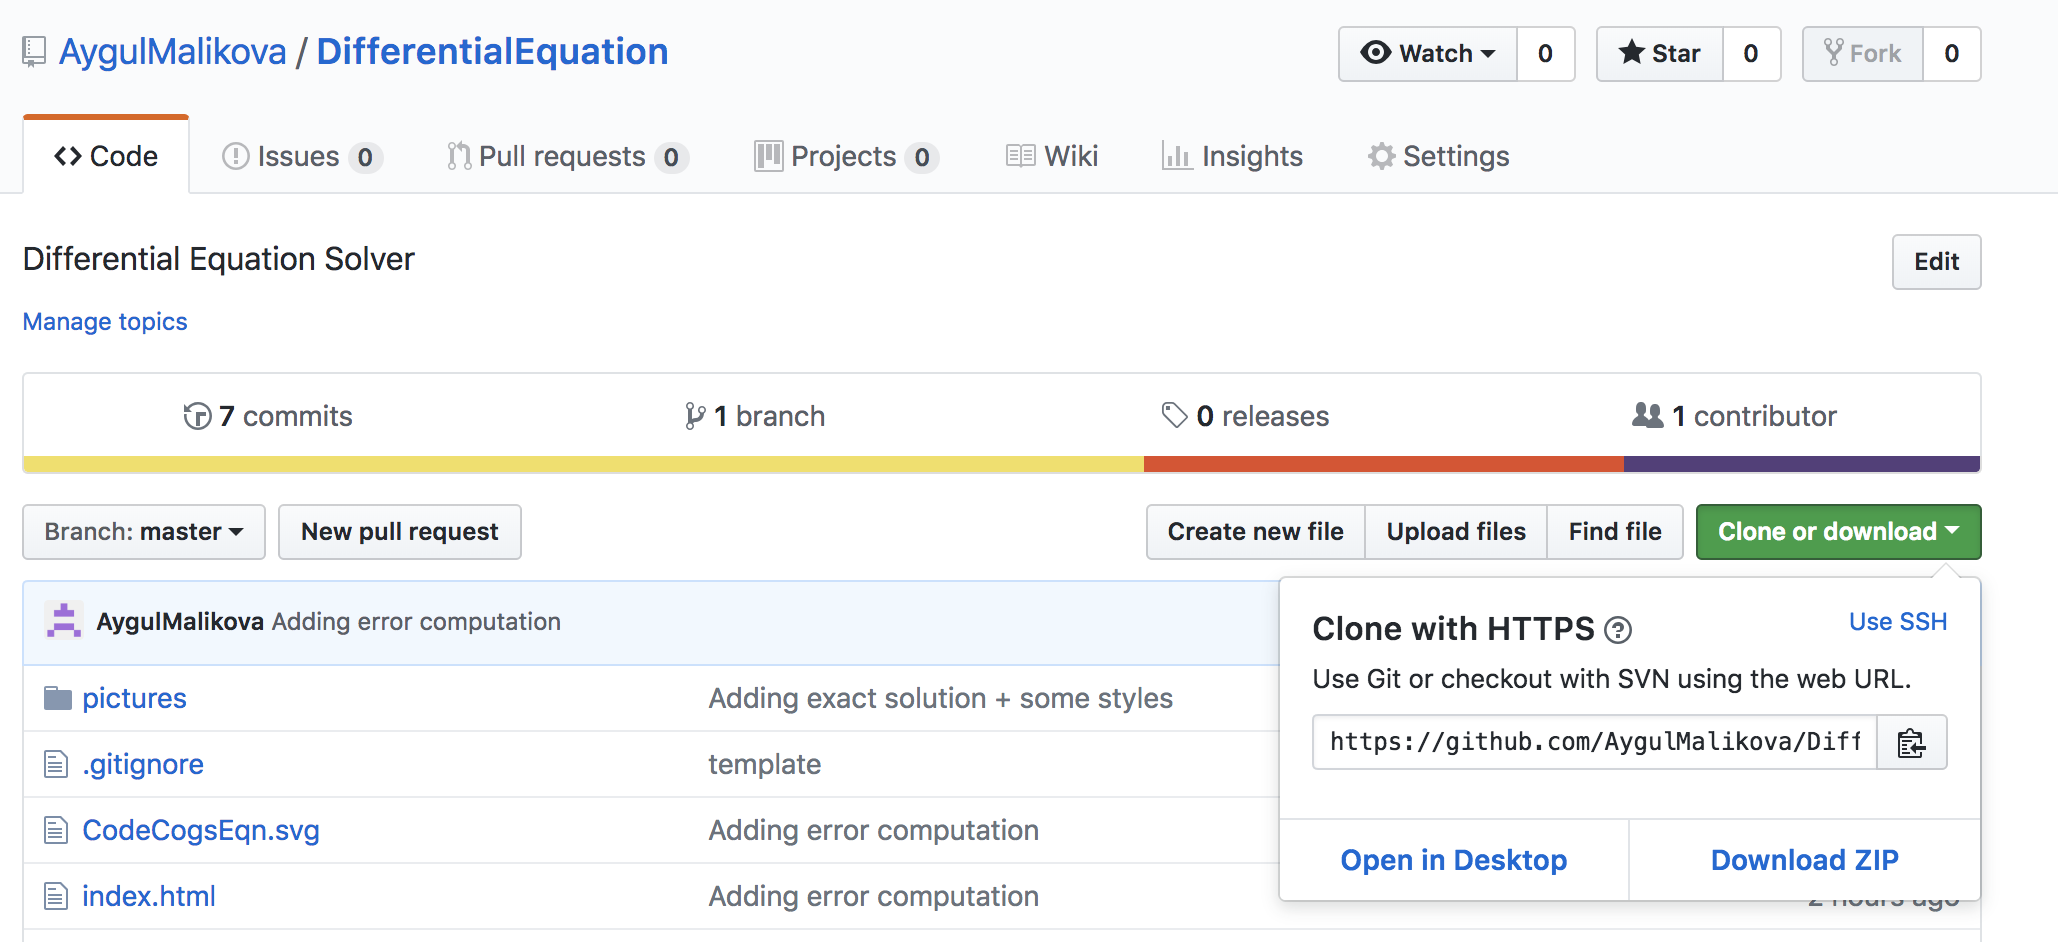 AygulMalikova / DifferentialEquation
Watch 0 Star 0 Fork 0
Code Issues 0 Pull requests 0 Projects 0 Wiki Insights Settings
Differential Equation Solver
Edit
Manage topics
7 commits 1 branch 0 releases 1 contributor
Branch: master New pull request Create new file Upload files Find file Clone or download
AygulMalikova Adding error computation
Clone with HTTPS ? Use SSH
Use Git or checkout with SVN using the web URL.
https://github.com/AygulMalikova/Diff
Open in Desktop Download ZIP
pictures Adding exact solution + some styles
.gitignore template
CodeCogsEqn.svg Adding error computation
index.html Adding error computation
2 hours ago